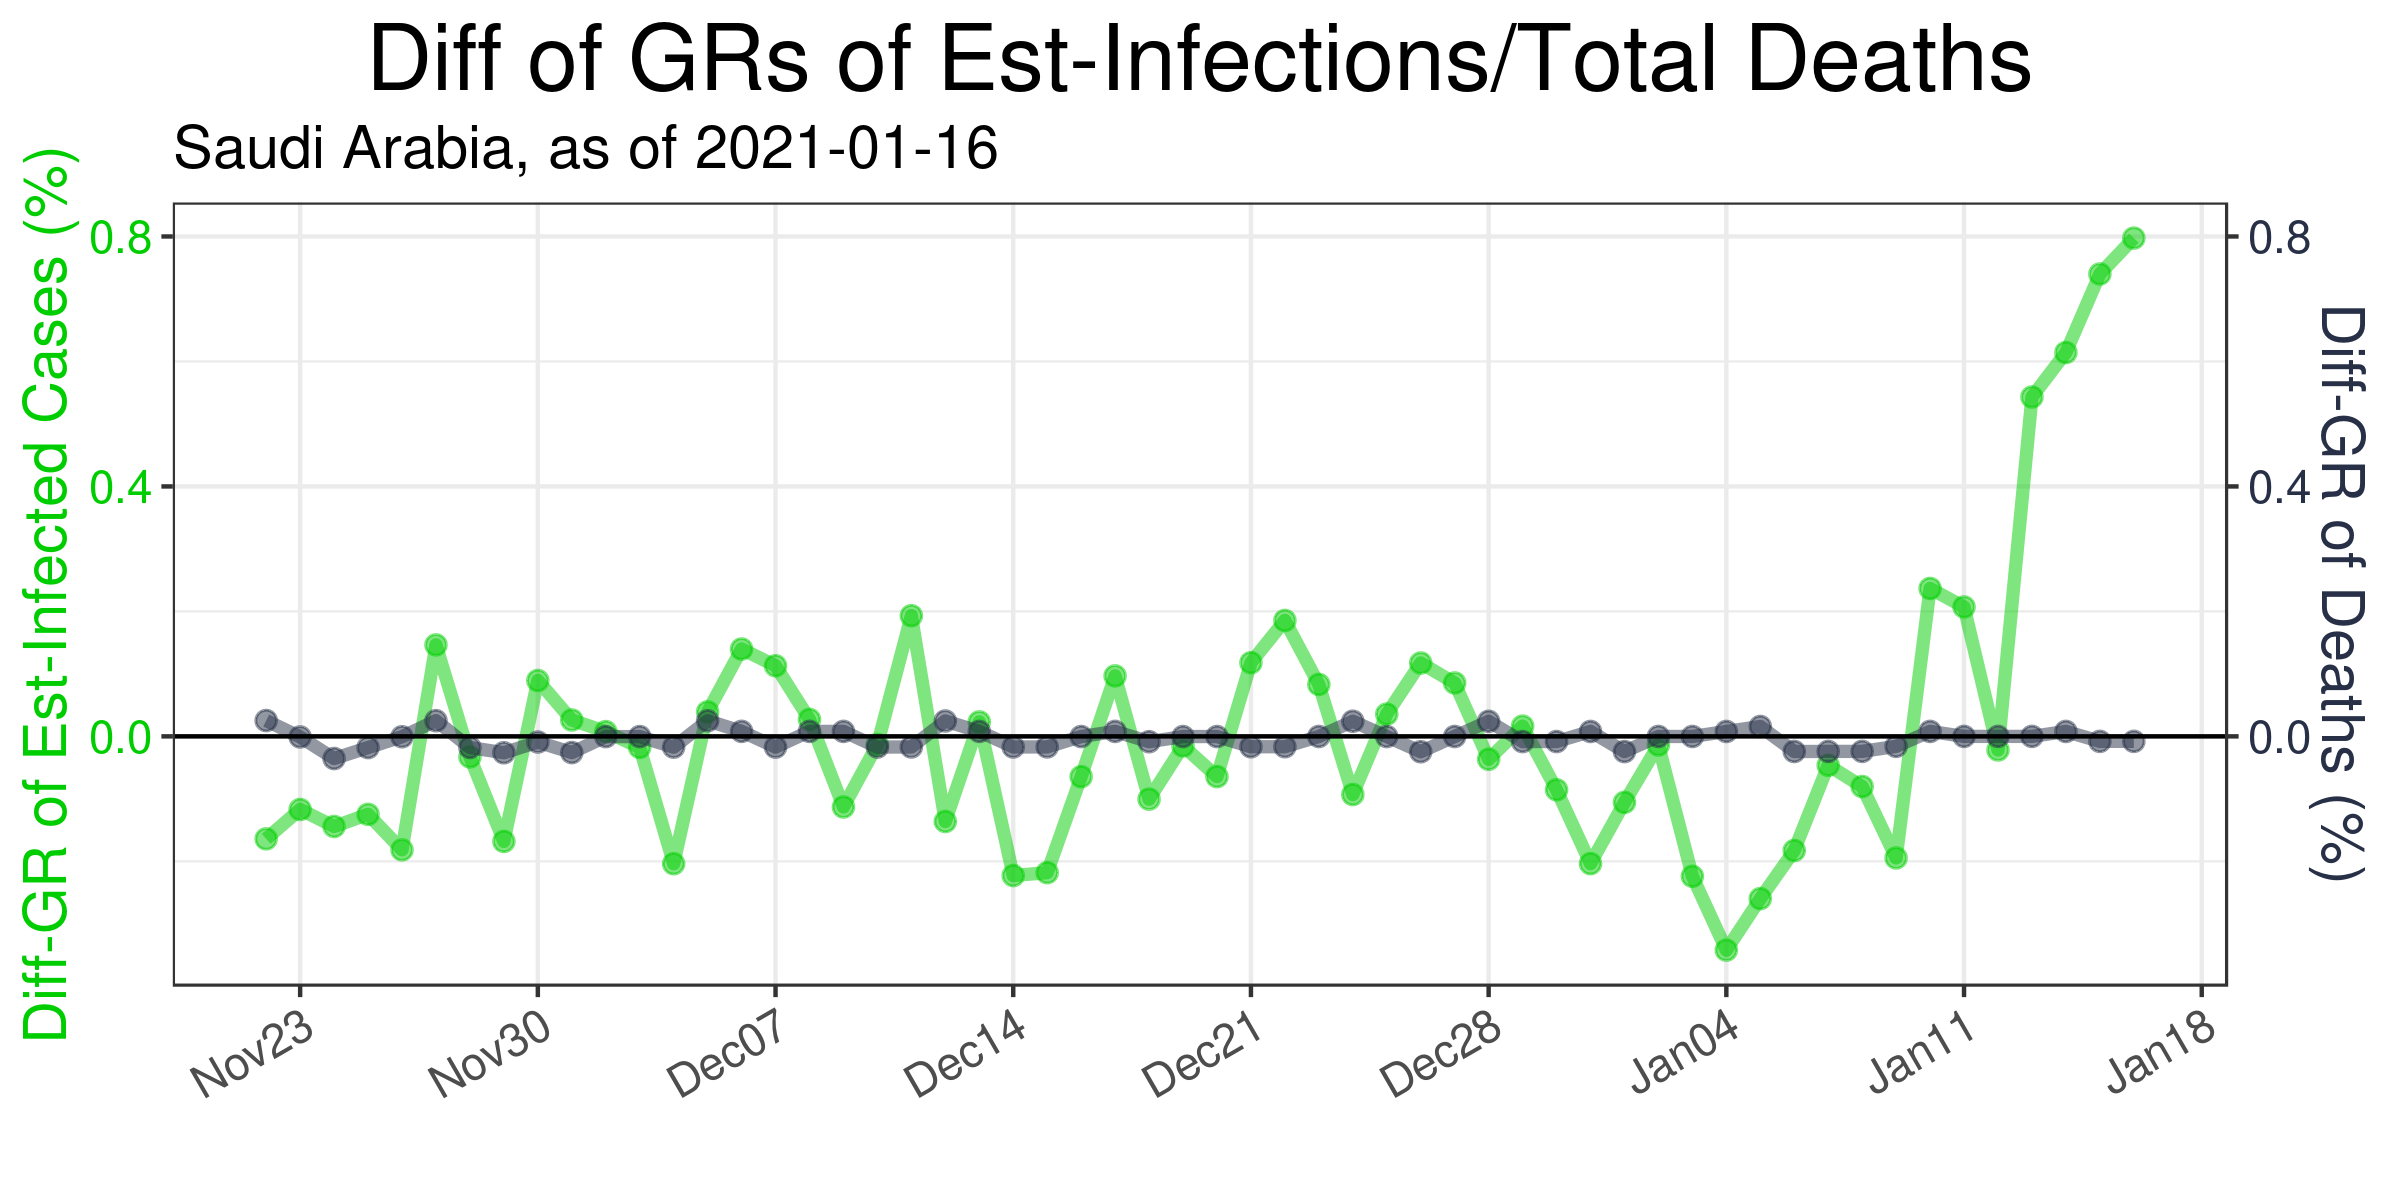 Diff of GRs of Est-Infections/Total Deaths
Saudi Arabia, as of 2021-01-16
Diff-GR of Est-Infected Cases (%)
0.8
0.4
0.0
0.8
0.4
0.0
Diff-GR of Deaths (%)
Nov23
Nov30
Dec07
Dec14
Dec21
Dec28
Jan04
Jan11
Jan18